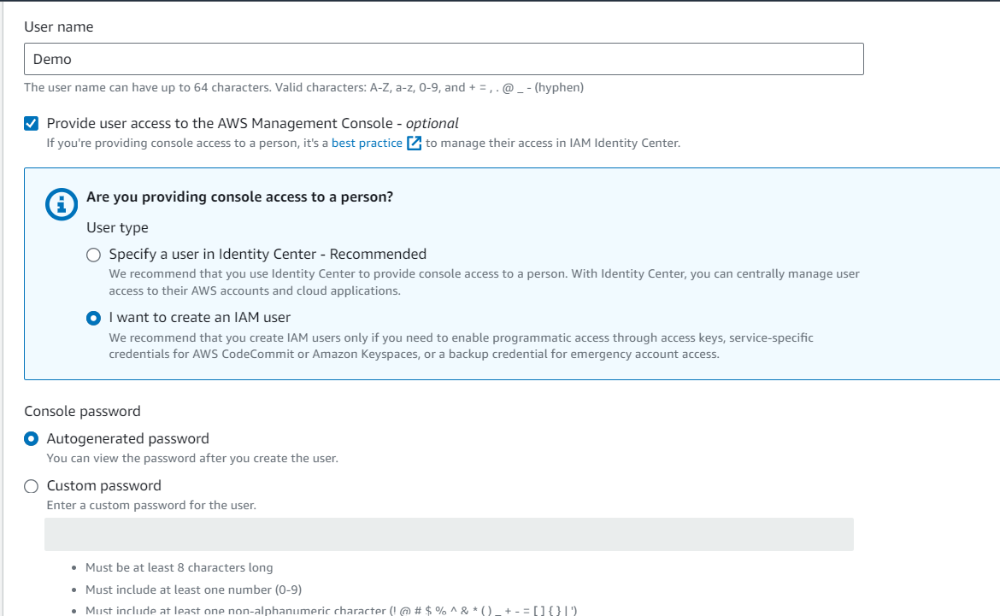 User name
Demo
The user name can have up to 64 characters. Valid characters: A-Z, a-z, 0-9, and + = , . @ _ - (hyphen)
Provide user access to the AWS Management Console - optional
If you're providing console access to a person, it's a best practice to manage their access in IAM Identity Center.
Are you providing console access to a person?
User type
Specify a user in Identity Center - Recommended
We recommend that you use Identity Center to provide console access to a person. With Identity Center, you can centrally manage user
access to their AWS accounts and cloud applications.
I want to create an IAM user
We recommend that you create IAM users only if you need to enable programmatic access through access keys, service-specific
credentials for AWS CodeCommit or Amazon Keyspaces, or a backup credential for emergency account access.
Console password
Autogenerated password
You can view the password after you create the user.
Custom password
Enter a custom password for the user.
• Must be at least 8 characters long
• Must include at least one number (0-9)
• Must include at least one non-alphanumeric character (! @ # $ % ^ & * ( ) _ + - = [ ] { } | ')